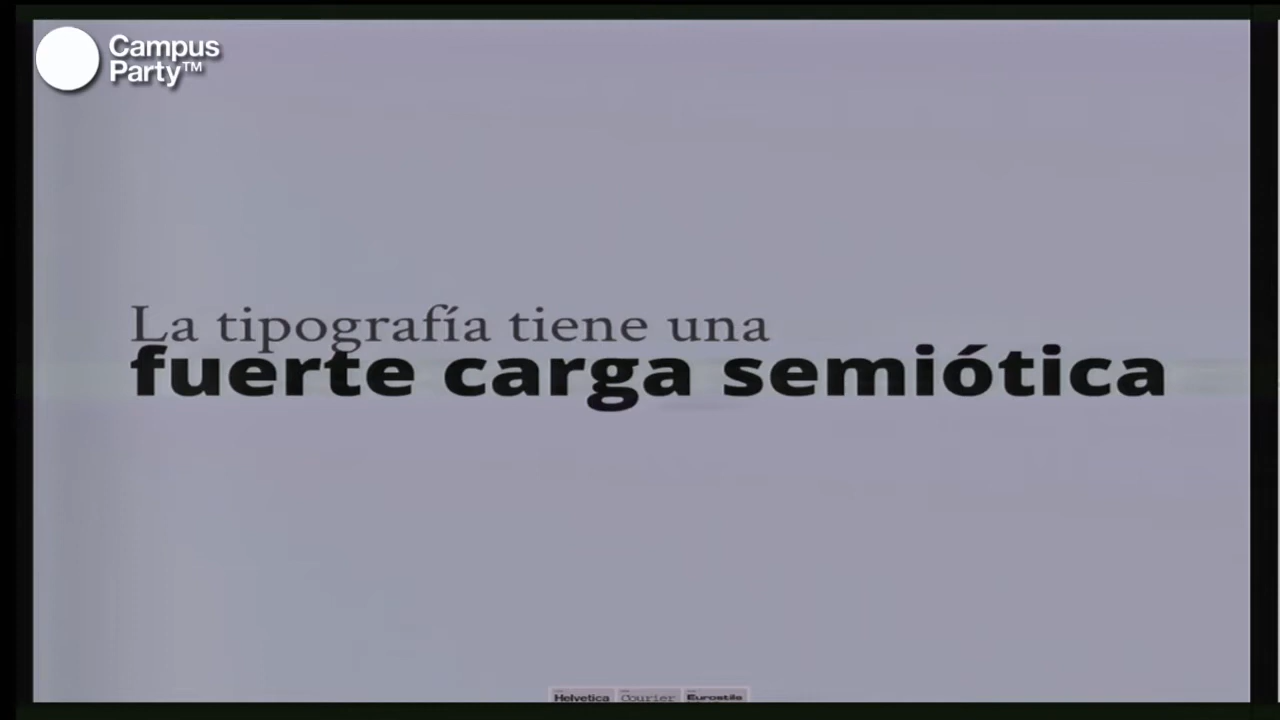 Campus
Party™
La tipografía tiene una
fuerte carga semiótica
Helvetica Courier Eurostile